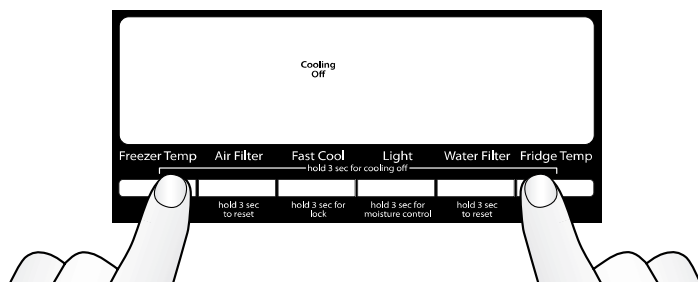 Cooling
Off
Freezer Temp Air Filter Fast Cool Light Water Filter Fridge Temp
hold 3 sec for cooling off
hold 3 sec
to reset
hold 3 sec for
lock
hold 3 sec for
moisture control
hold 3 sec
to reset